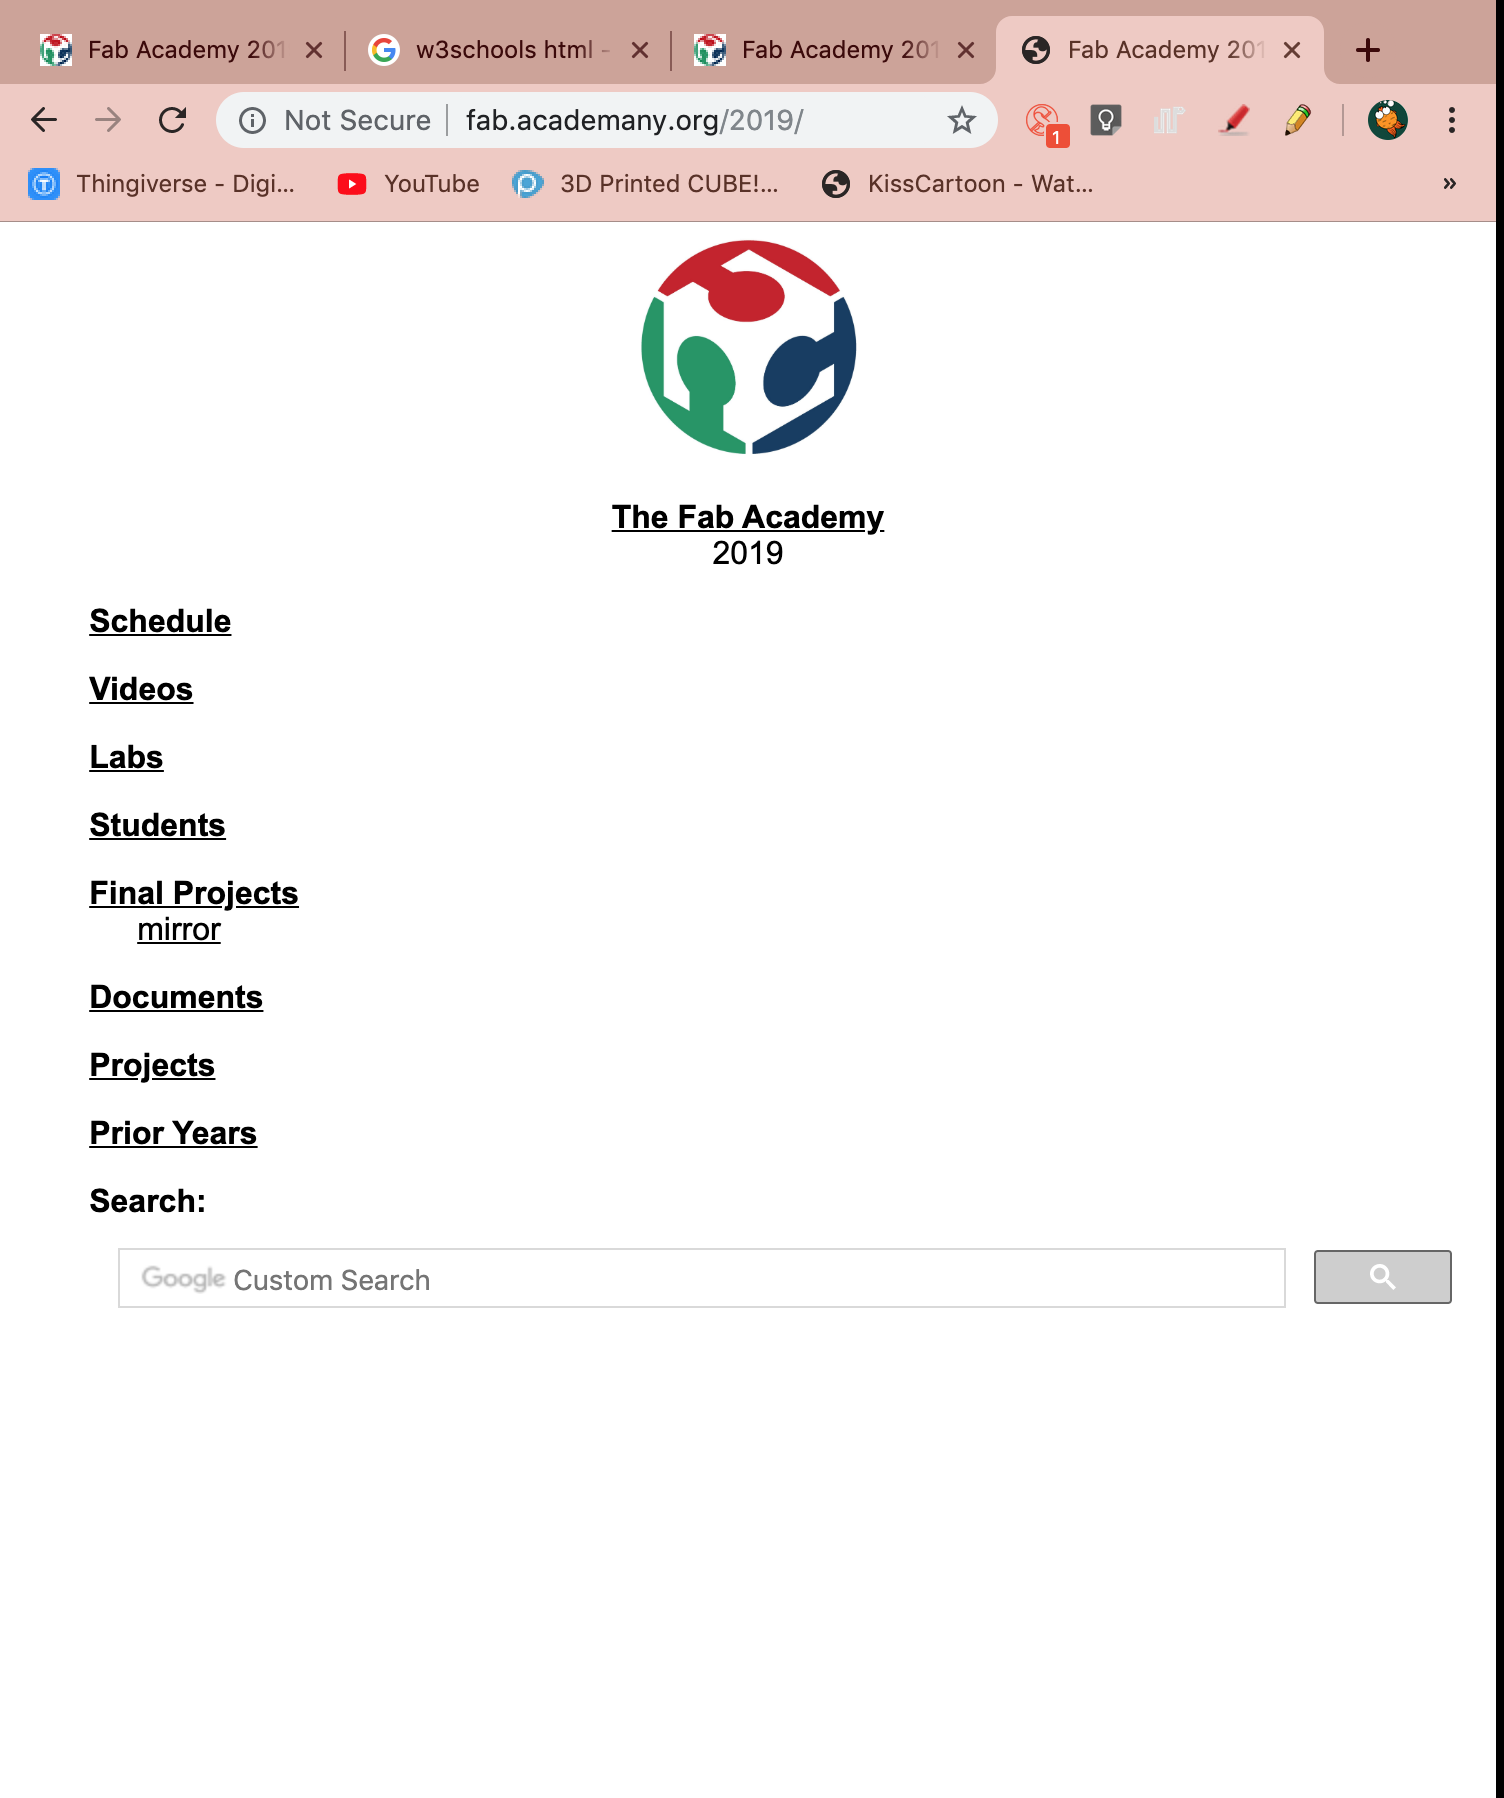 Fab Academy 201
w3schools html -
Fab Academy 201
Fab Academy 201
Not Secure fab.academany.org/2019/
1
Thingiverse - Digi...
YouTube
3D Printed CUBE!...
KissCartoon - Wat...
»
The Fab Academy
2019
Schedule
Videos
Labs
Students
Final Projects
mirror
Documents
Projects
Prior Years
Search:
Google Custom Search